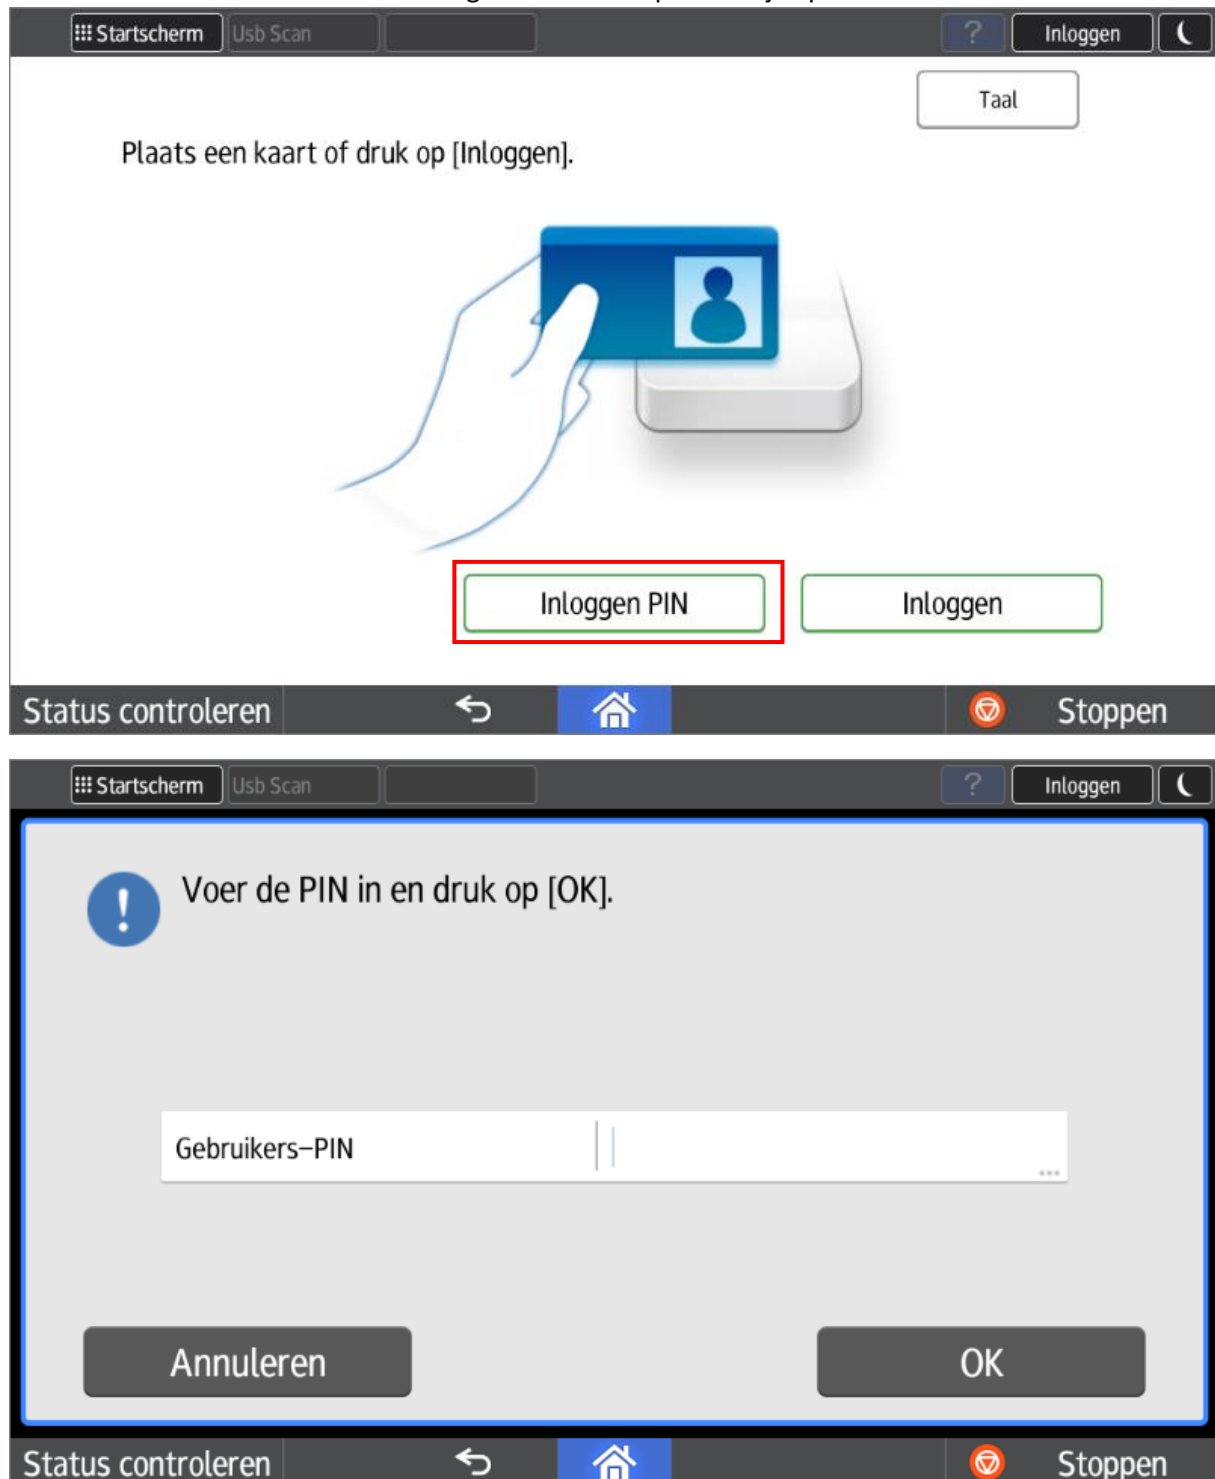 Startscherm Usb Scan ? Inloggen
Taal
Plaats een kaart of druk op [Inloggen].
Inloggen PIN Inloggen
Status controleren Stoppen
Startscherm Usb Scan ? Inloggen
! Voer de PIN in en druk op [OK].
Gebruikers-PIN ...
Annuleren OK
Status controleren Stoppen